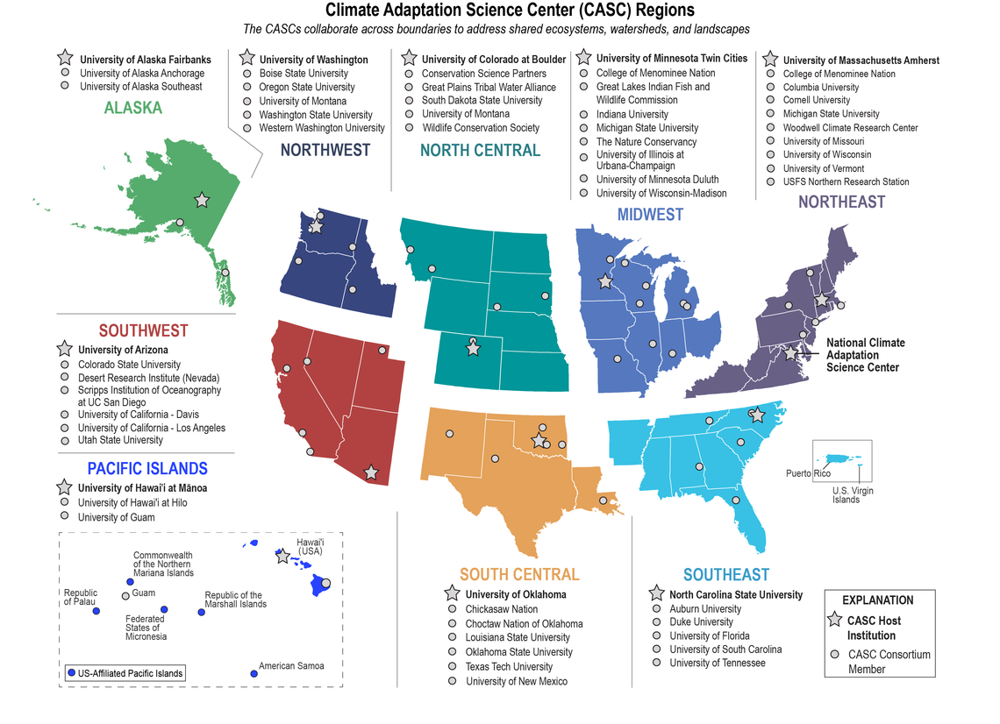 Climate Adaptation Science Center (CASC) Regions
The CASCs collaborate across boundaries to address shared ecosystems, watersheds, and landscapes
University of Alaska Fairbanks
University of Alaska Anchorage
University of Alaska Southeast
ALASKA
University of Washington
Boise State University
Oregon State University
University of Montana
Washington State University
Western Washington University
NORTHWEST
University of Colorado at Boulder
Conservation Science Partners
Great Plains Tribal Water Alliance
South Dakota State University
University of Montana
Wildlife Conservation Society
NORTH CENTRAL
University of Minnesota Twin Cities
College of Menominee Nation
Great Lakes Indian Fish and
Wildlife Commission
Indiana University
Michigan State University
The Nature Conservancy
University of Illinois at
Urbana-Champaign
University of Minnesota Duluth
University of Wisconsin-Madison
MIDWEST
University of Massachusetts Amherst
College of Menominee Nation
Columbia University
Cornell University
Michigan State University
Woodwell Climate Research Center
University of Missouri
University of Wisconsin
University of Vermont
USFS Northern Research Station
NORTHEAST
National Climate
Adaptation
Science Center
SOUTHWEST
University of Arizona
Colorado State University
Desert Research Institute (Nevada)
Scripps Institution of Oceanography
at UC San Diego
University of California - Davis
University of California - Los Angeles
Utah State University
PACIFIC ISLANDS
University of Hawai'i at Mānoa
University of Hawai'i at Hilo
University of Guam
Hawai'i
(USA)
Commonwealth
of the Northern
Mariana Islands
Republic
of Palau
Guam
Federated
States of
Micronesia
Republic of the
Marshall Islands
American Samoa
US-Affiliated Pacific Islands
SOUTH CENTRAL
University of Oklahoma
Chickasaw Nation
Choctaw Nation of Oklahoma
Louisiana State University
Oklahoma State University
Texas Tech University
University of New Mexico
SOUTHEAST
North Carolina State University
Auburn University
Duke University
University of Florida
University of South Carolina
University of Tennessee
Puerto Rico
U.S. Virgin
Islands
EXPLANATION
CASC Host
Institution
CASC Consortium
Member